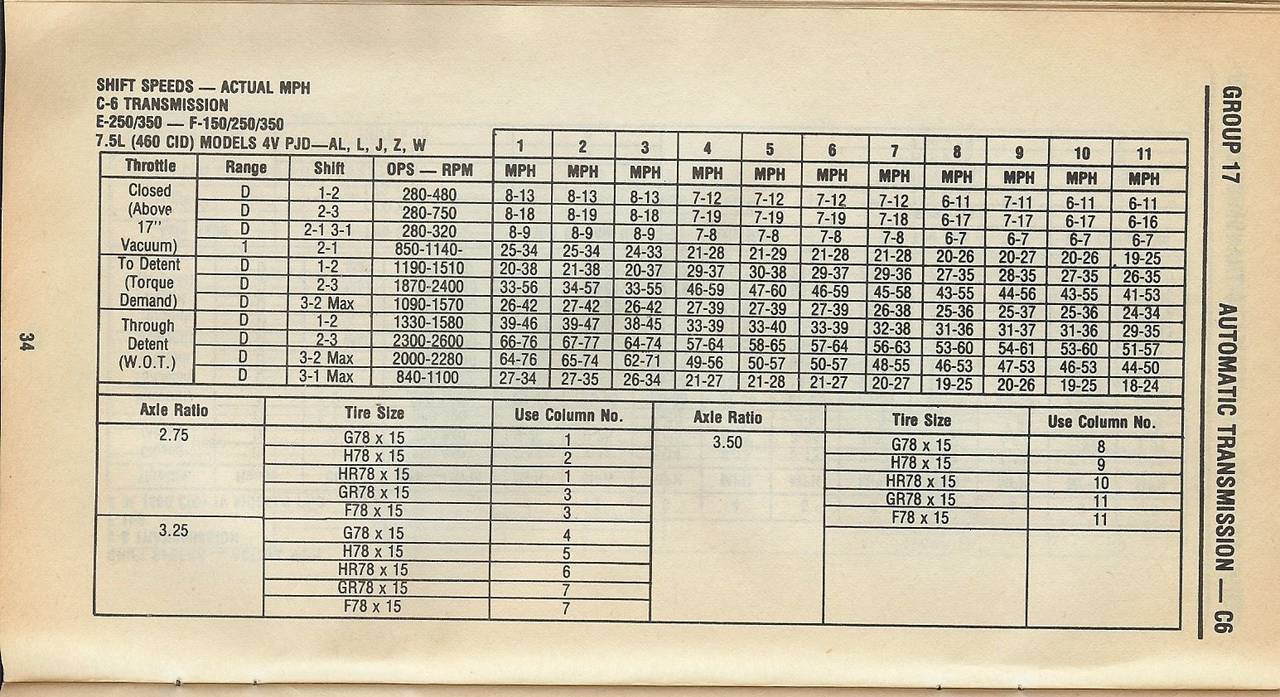 GROUP 17 AUTOMATIC TRANSMISSION — C6
SHIFT SPEEDS — ACTUAL MPH
C-6 TRANSMISSION
E-250/350 — F-150/250/350
7.5L (460 CID) MODELS 4V PJD—AL, L, J, Z, W
1 2 3 4 5 6 7 8 9 10 11
Throttle Range Shift OPS — RPM MPH MPH MPH MPH MPH MPH MPH MPH MPH MPH MPH
Closed D 1-2 280-480 8-13 8-13 8-13 7-12 7-12 7-12 7-12 6-11 7-11 6-11 6-11
(Above D 2-3 280-750 8-18 8-19 8-18 7-19 7-19 7-19 7-18 6-17 7-17 6-17 6-16
17" D 2-1 3-1 280-320 8-9 8-9 8-9 7-8 7-8 7-8 7-8 6-7 6-7 6-7 6-7
Vacuum) 1 2-1 850-1140- 25-34 25-34 24-33 21-28 21-29 21-28 21-28 20-26 20-27 20-26 19-25
To Detent D 1-2 1190-1510 20-38 21-38 20-37 29-37 30-38 29-37 29-36 27-35 28-35 27-35 26-35
(Torque D 2-3 1870-2400 33-56 34-57 33-55 46-59 47-60 46-59 45-58 43-55 44-56 43-55 41-53
Demand) D 3-2 Max 1090-1570 26-42 27-42 26-42 27-39 27-39 27-39 26-38 25-36 25-37 25-36 24-34
Through D 1-2 1330-1580 39-46 39-47 38-45 33-39 33-40 33-39 32-38 31-36 31-37 31-36 29-35
Detent D 2-3 2300-2600 66-76 67-77 64-74 57-64 58-65 57-64 56-63 53-60 54-61 53-60 51-57
(W.O.T.) D 3-2 Max 2000-2280 64-76 65-74 62-71 49-56 50-57 50-57 48-55 46-53 47-53 46-53 44-50
D 3-1 Max 840-1100 27-34 27-35 26-34 21-27 21-28 21-27 20-27 19-25 20-26 19-25 18-24
Axle Ratio Tire Size Use Column No. Axle Ratio Tire Size Use Column No.
2.75 G78 x 15 1 3.50 G78 x 15 8
H78 x 15 2 H78 x 15 9
HR78 x 15 1 HR78 x 15 10
GR78 x 15 3 GR78 x 15 11
F78 x 15 3 F78 x 15 11
3.25 G78 x 15 4
H78 x 15 5
HR78 x 15 6
GR78 x 15 7
F78 x 15 7
34